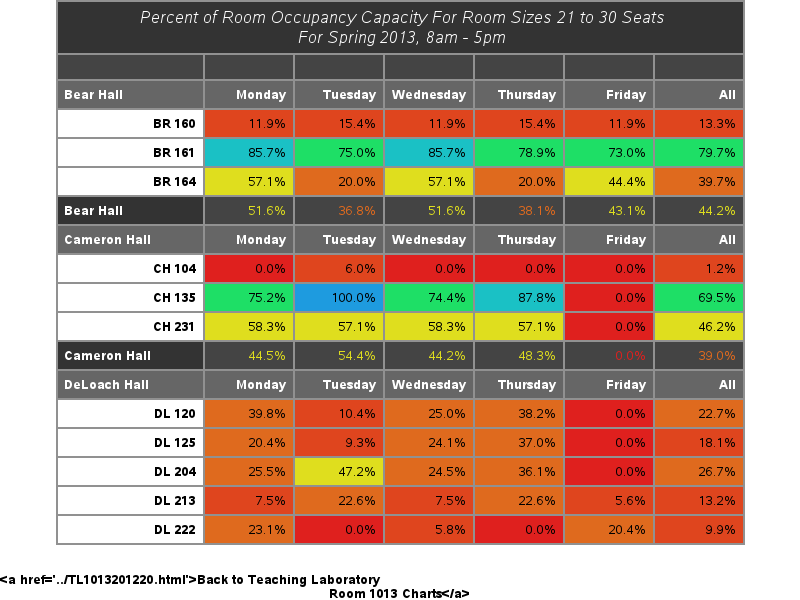 Percent of Room Occupancy Capacity For Room Sizes 21 to 30 Seats
For Spring 2013, 8am - 5pm
Bear Hall Monday Tuesday Wednesday Thursday Friday All
BR 160 11.9% 15.4% 11.9% 15.4% 11.9% 13.3%
BR 161 85.7% 75.0% 85.7% 78.9% 73.0% 79.7%
BR 164 57.1% 20.0% 57.1% 20.0% 44.4% 39.7%
Bear Hall 51.6% 36.8% 51.6% 38.1% 43.1% 44.2%
Cameron Hall Monday Tuesday Wednesday Thursday Friday All
CH 104 0.0% 6.0% 0.0% 0.0% 0.0% 1.2%
CH 135 75.2% 100.0% 74.4% 87.8% 0.0% 69.5%
CH 231 58.3% 57.1% 58.3% 57.1% 0.0% 46.2%
Cameron Hall 44.5% 54.4% 44.2% 48.3% 0.0% 39.0%
DeLoach Hall Monday Tuesday Wednesday Thursday Friday All
DL 120 39.8% 10.4% 25.0% 38.2% 0.0% 22.7%
DL 125 20.4% 9.3% 24.1% 37.0% 0.0% 18.1%
DL 204 25.5% 47.2% 24.5% 36.1% 0.0% 26.7%
DL 213 7.5% 22.6% 7.5% 22.6% 5.6% 13.2%
DL 222 23.1% 0.0% 5.8% 0.0% 20.4% 9.9%
<a href='../TL1013201220.html'>Back to Teaching Laboratory
Room 1013 Charts</a>